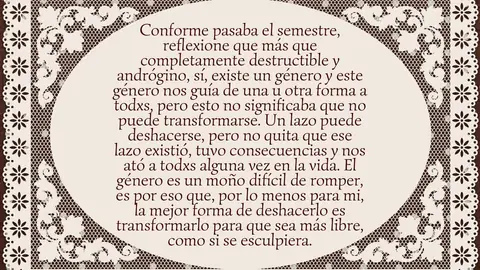 Conforme pasaba el semestre,
reflexione que más que
completamente destructible y
andrógino, sí, existe un género y este
género nos guía de una u otra forma a
todxs, pero esto no significaba que no
puede transformarse. Un lazo puede
deshacerse, pero no quita que ese
lazo existió, tuvo consecuencias y nos
ató a todxs alguna vez en la vida. El
género es un moño difícil de romper,
es por eso que, por lo menos para mi,
la mejor forma de deshacerlo es
transformarlo para que sea más libre,
como si se esculpiera.